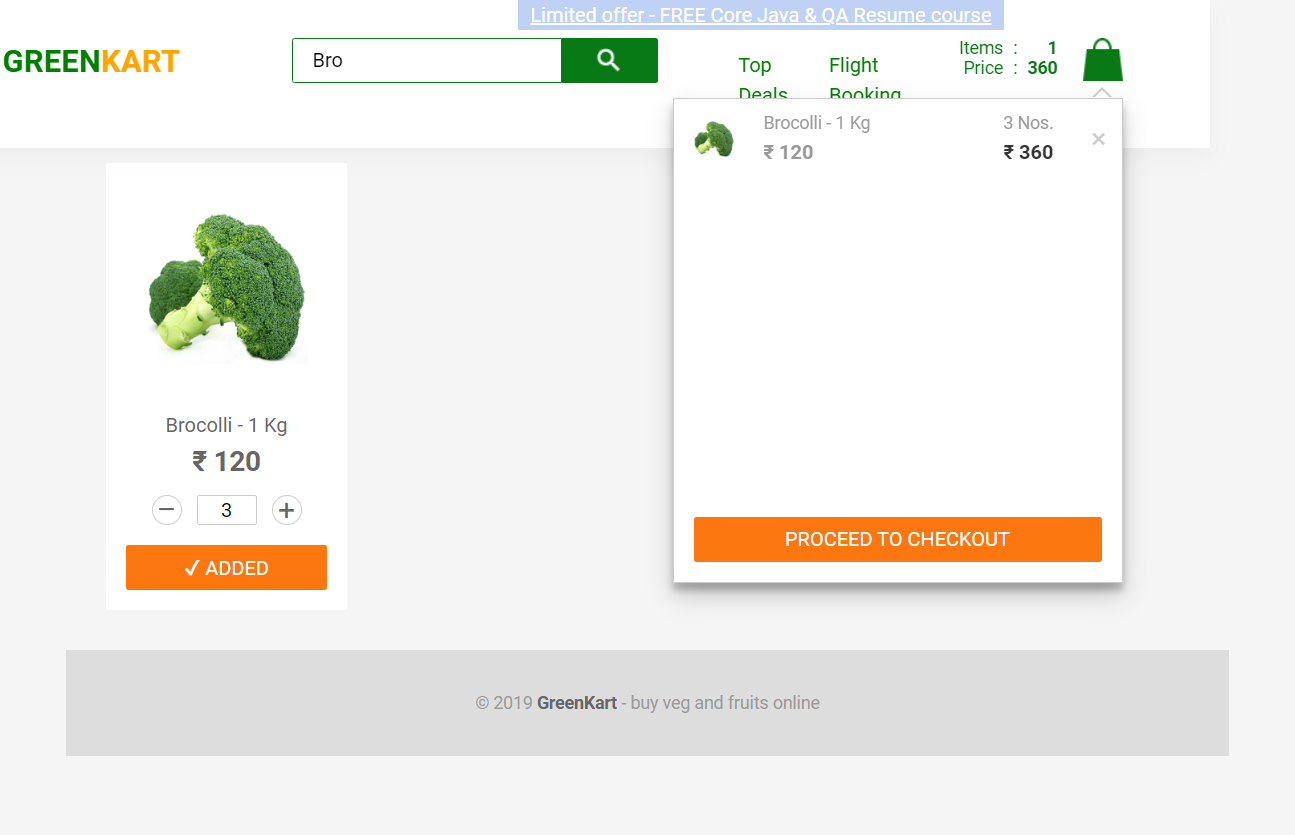 Limited offer - FREE Core Java & QA Resume course
GREENKART
Bro
Top
Deals
Flight
Booking
Items : 1
Price : 360
Brocolli - 1 Kg
₹ 120
3 Nos.
₹ 360
×
Brocolli - 1 Kg
₹ 120
− 3 +
✓ ADDED
PROCEED TO CHECKOUT
© 2019 GreenKart - buy veg and fruits online